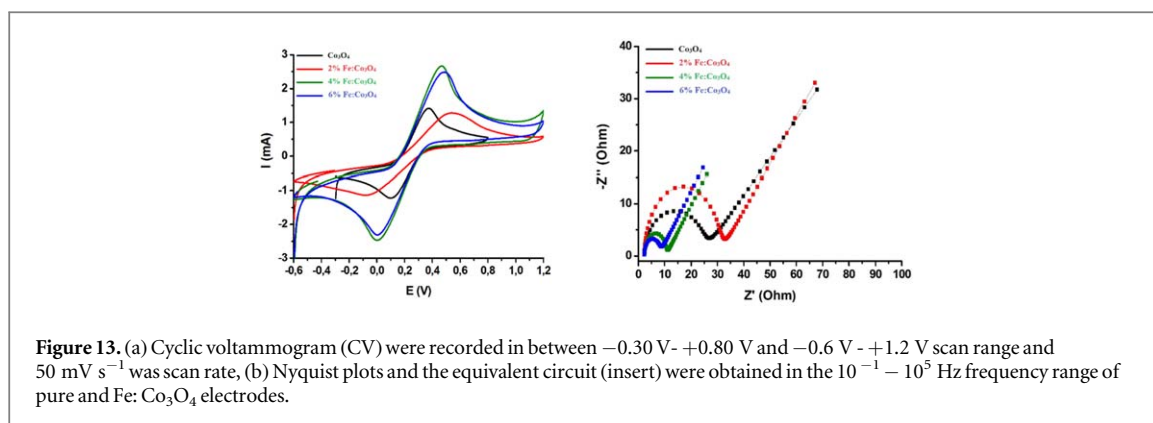 Co₃O₄
2% Fe:Co₃O₄
4% Fe:Co₃O₄
6% Fe:Co₃O₄
3
2
1
0
-1
-2
-3
I (mA)
-0,6 -0,4 -0,2 0,0 0,2 0,4 0,6 0,8 1,0 1,2
E (V)
Co₃O₄
2% Fe:Co₃O₄
4% Fe:Co₃O₄
6% Fe:Co₃O₄
40
30
20
10
0
-Z'' (Ohm)
0 10 20 30 40 50 60 70 80 90 100
Z' (Ohm)
Figure 13. (a) Cyclic voltammogram (CV) were recorded in between −0.30 V- +0.80 V and −0.6 V - +1.2 V scan range and
50 mV s⁻¹ was scan rate, (b) Nyquist plots and the equivalent circuit (insert) were obtained in the 10 ⁻¹ – 10⁵ Hz frequency range of
pure and Fe: Co₃O₄ electrodes.